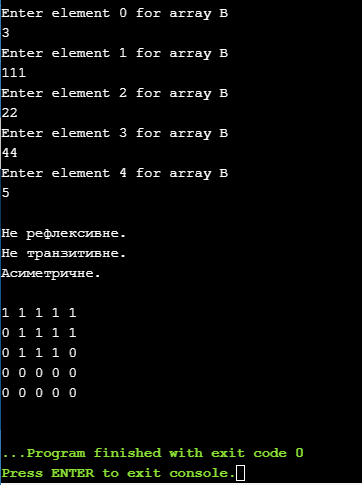 Enter element 0 for array B
3
Enter element 1 for array B
111
Enter element 2 for array B
22
Enter element 3 for array B
44
Enter element 4 for array B
5
Не рефлексивне.
Не транзитивне.
Асиметричне.
1 1 1 1 1
0 1 1 1 1
0 1 1 1 0
0 0 0 0 0
0 0 0 0 0
...Program finished with exit code 0
Press ENTER to exit console.